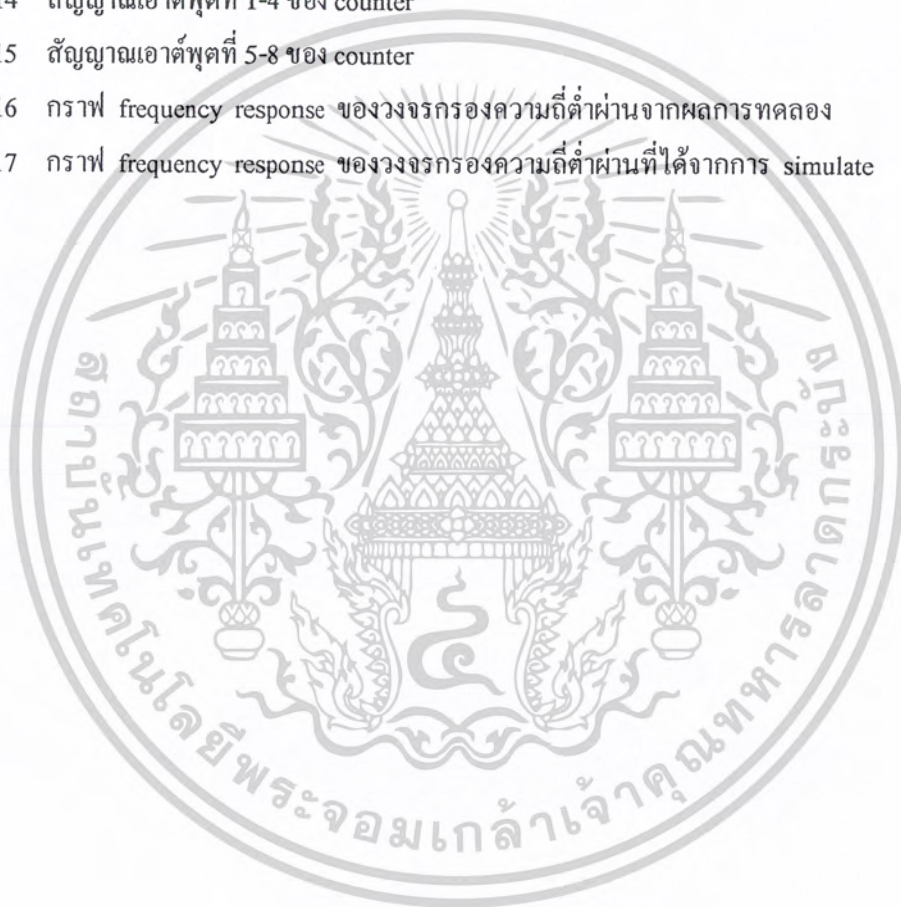 4 สัญญาณเอาต์พุตที่ 1-4 ของ counter
15 สัญญาณเอาต์พุตที่ 5-8 ของ counter
16 กราฟ frequency response ของวงจรกรองความถี่ต่ำผ่านจากผลการทดลอง
17 กราฟ frequency response ของวงจรกรองความถี่ต่ำผ่านที่ได้จากการ simulate
สถาบันเทคโนโลยีพระจอมเกล้าเจ้าคุณทหารลาดกระบัง
๔